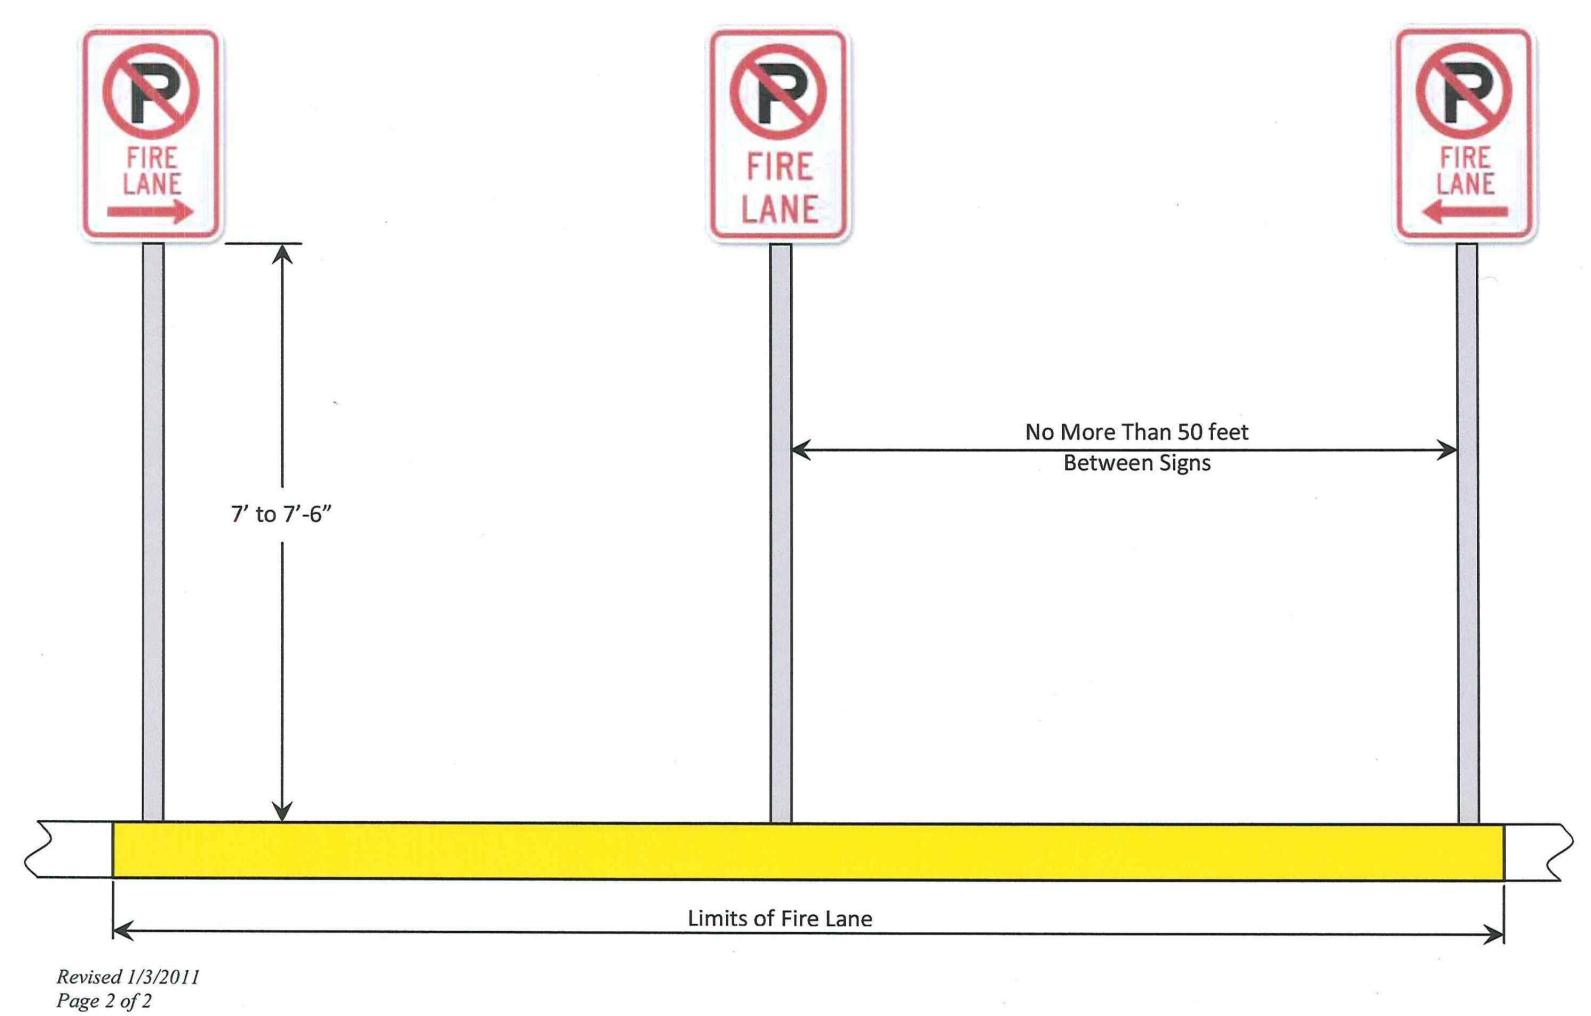 P
FIRE
LANE
P
FIRE
LANE
P
FIRE
LANE
No More Than 50 feet
Between Signs
7’ to 7’-6”
Limits of Fire Lane
Revised 1/3/2011
Page 2 of 2